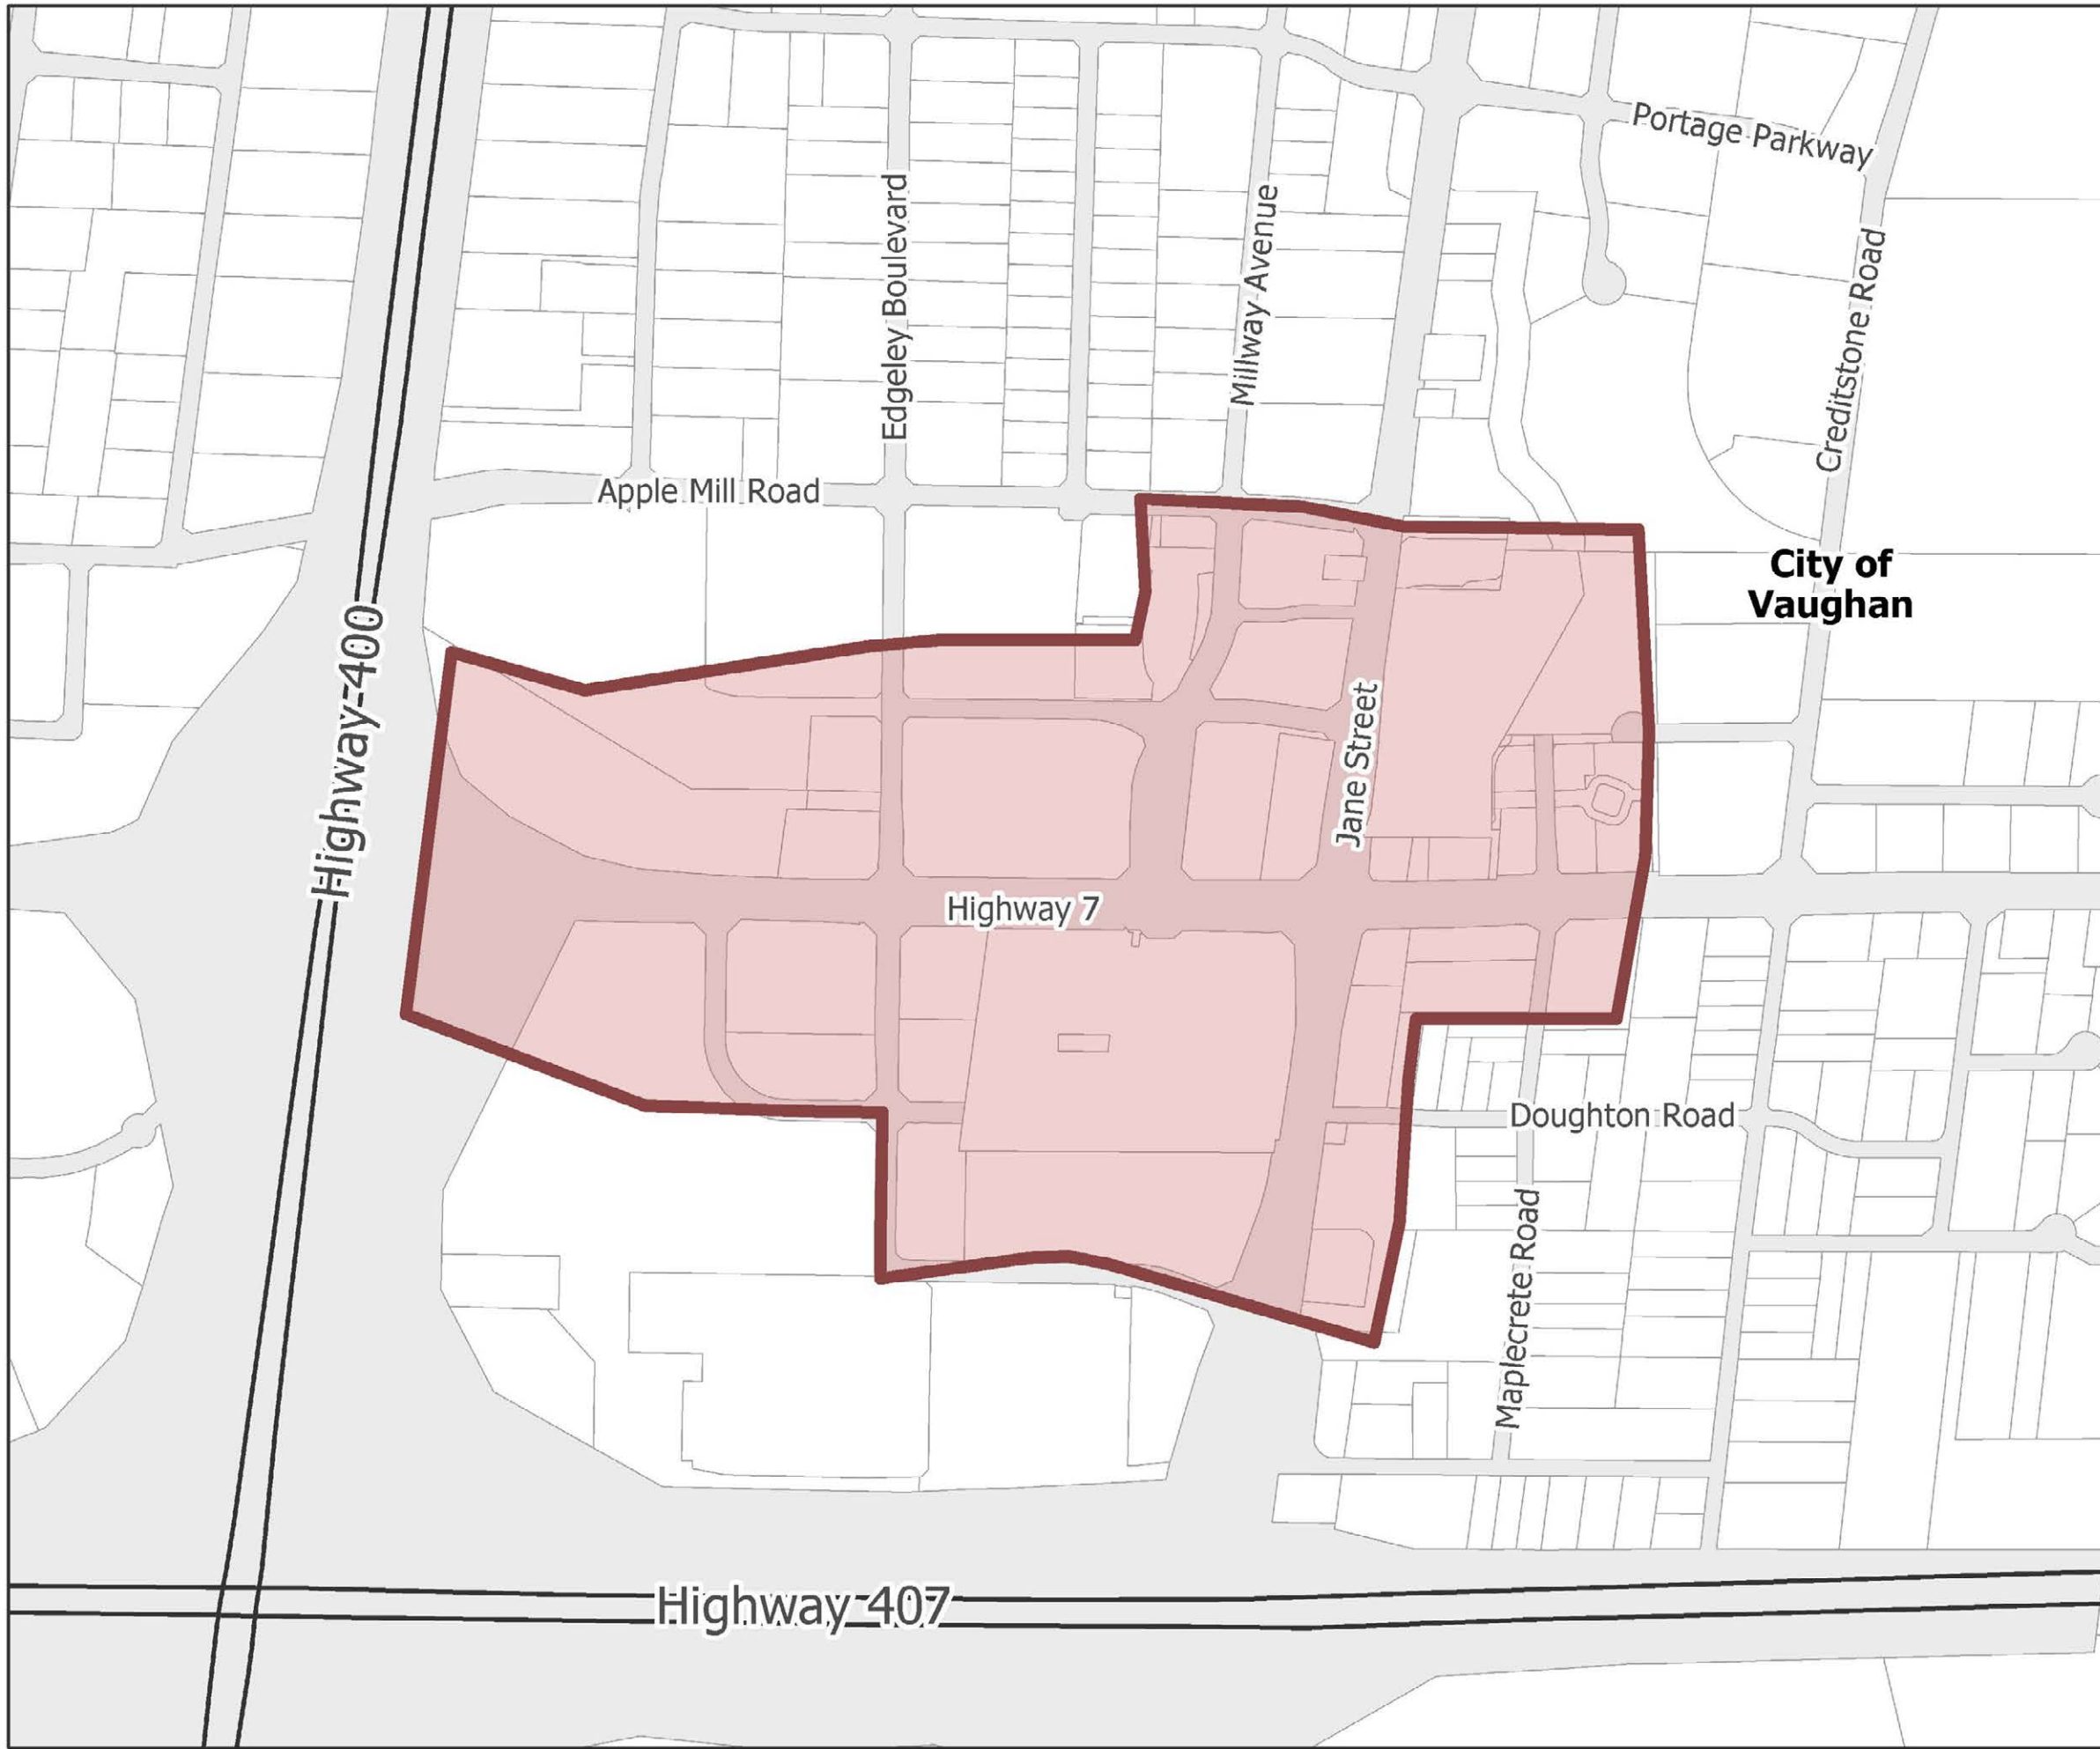 Portage Parkway
Edgeley Boulevard
Millway Avenue
Creditstone Road
Apple Mill Road
City of
Vaughan
Highway 400
Jane Street
Highway 7
Doughton Road
Maplecrete Road
Highway 407